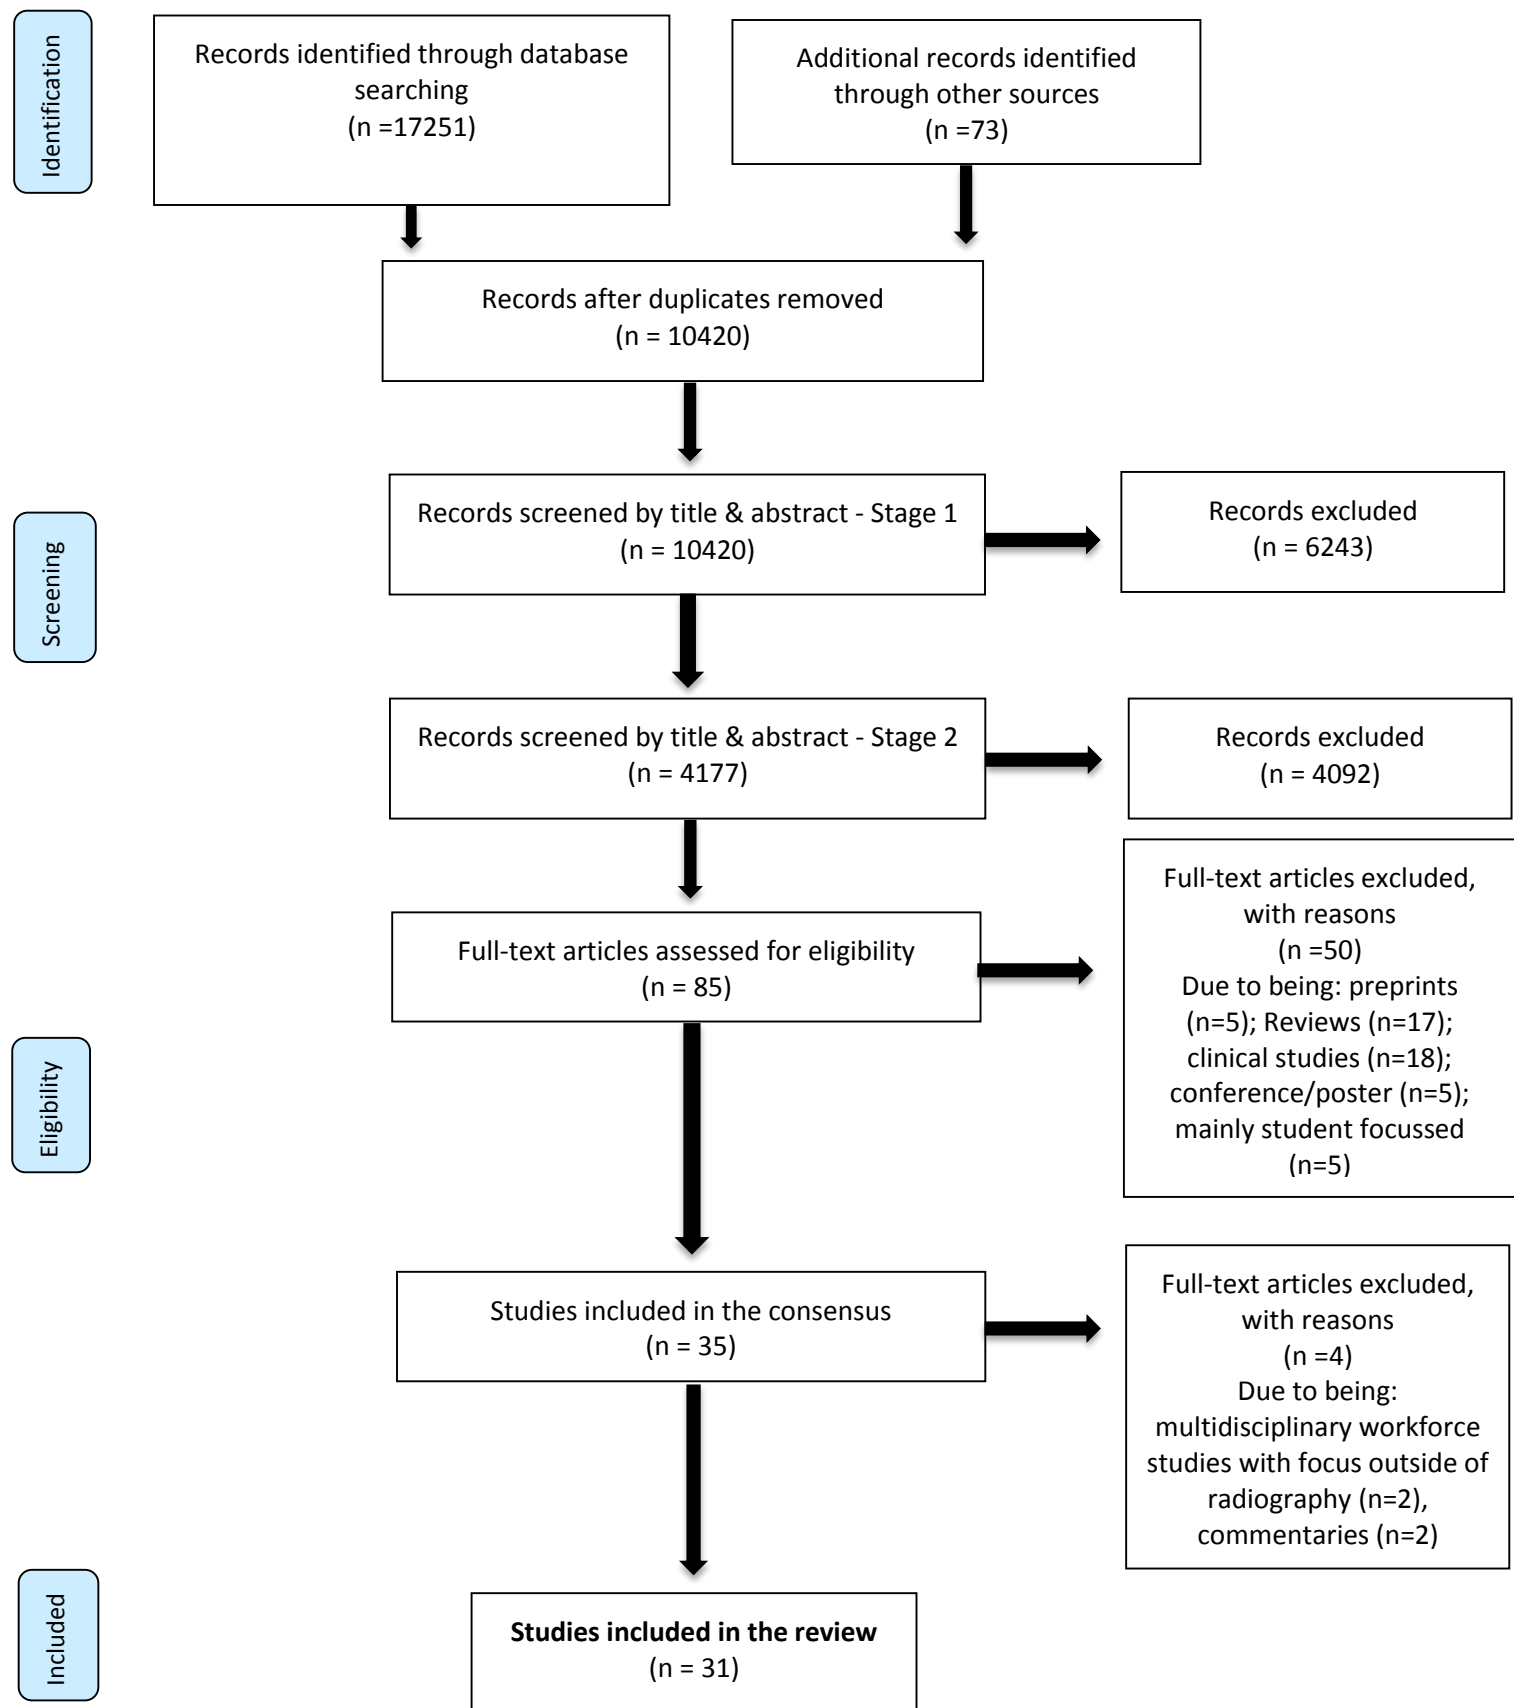 Identification
Records identified through database
searching
(n =17251)
Additional records identified
through other sources
(n =73)
Records after duplicates removed
(n = 10420)
Screening
Records screened by title & abstract - Stage 1
(n = 10420)
Records excluded
(n = 6243)
Records screened by title & abstract - Stage 2
(n = 4177)
Records excluded
(n = 4092)
Eligibility
Full-text articles assessed for eligibility
(n = 85)
Full-text articles excluded,
with reasons
(n =50)
Due to being: preprints
(n=5); Reviews (n=17);
clinical studies (n=18);
conference/poster (n=5);
mainly student focussed
(n=5)
Studies included in the consensus
(n = 35)
Full-text articles excluded,
with reasons
(n =4)
Due to being:
multidisciplinary workforce
studies with focus outside of
radiography (n=2),
commentaries (n=2)
Included
Studies included in the review
(n = 31)